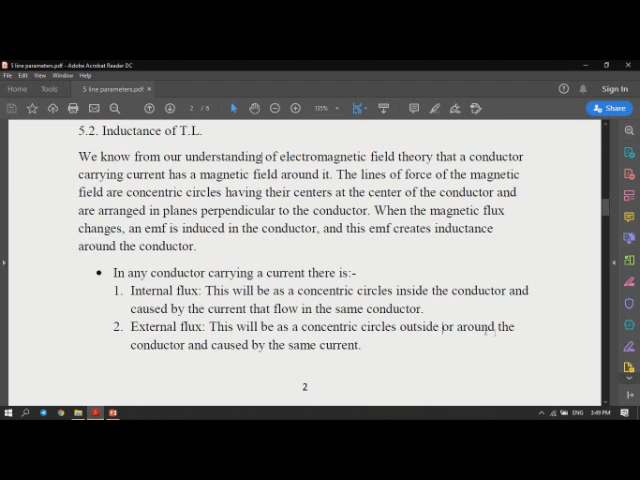 5 line parameters.pdf - Adobe Acrobat Reader DC
File Edit View Window Help
Home Tools 5 line parameters.pdf × Sign In
2 / 6 Share
5.2. Inductance of T.L.
We know from our understanding of electromagnetic field theory that a conductor
carrying current has a magnetic field around it. The lines of force of the magnetic
field are concentric circles having their centers at the center of the conductor and
are arranged in planes perpendicular to the conductor. When the magnetic flux
changes, an emf is induced in the conductor, and this emf creates inductance
around the conductor.
• In any conductor carrying a current there is:-
1. Internal flux: This will be as a concentric circles inside the conductor and
caused by the current that flow in the same conductor.
2. External flux: This will be as a concentric circles outside or around the
conductor and caused by the same current.
2
ENG 3:49 PM